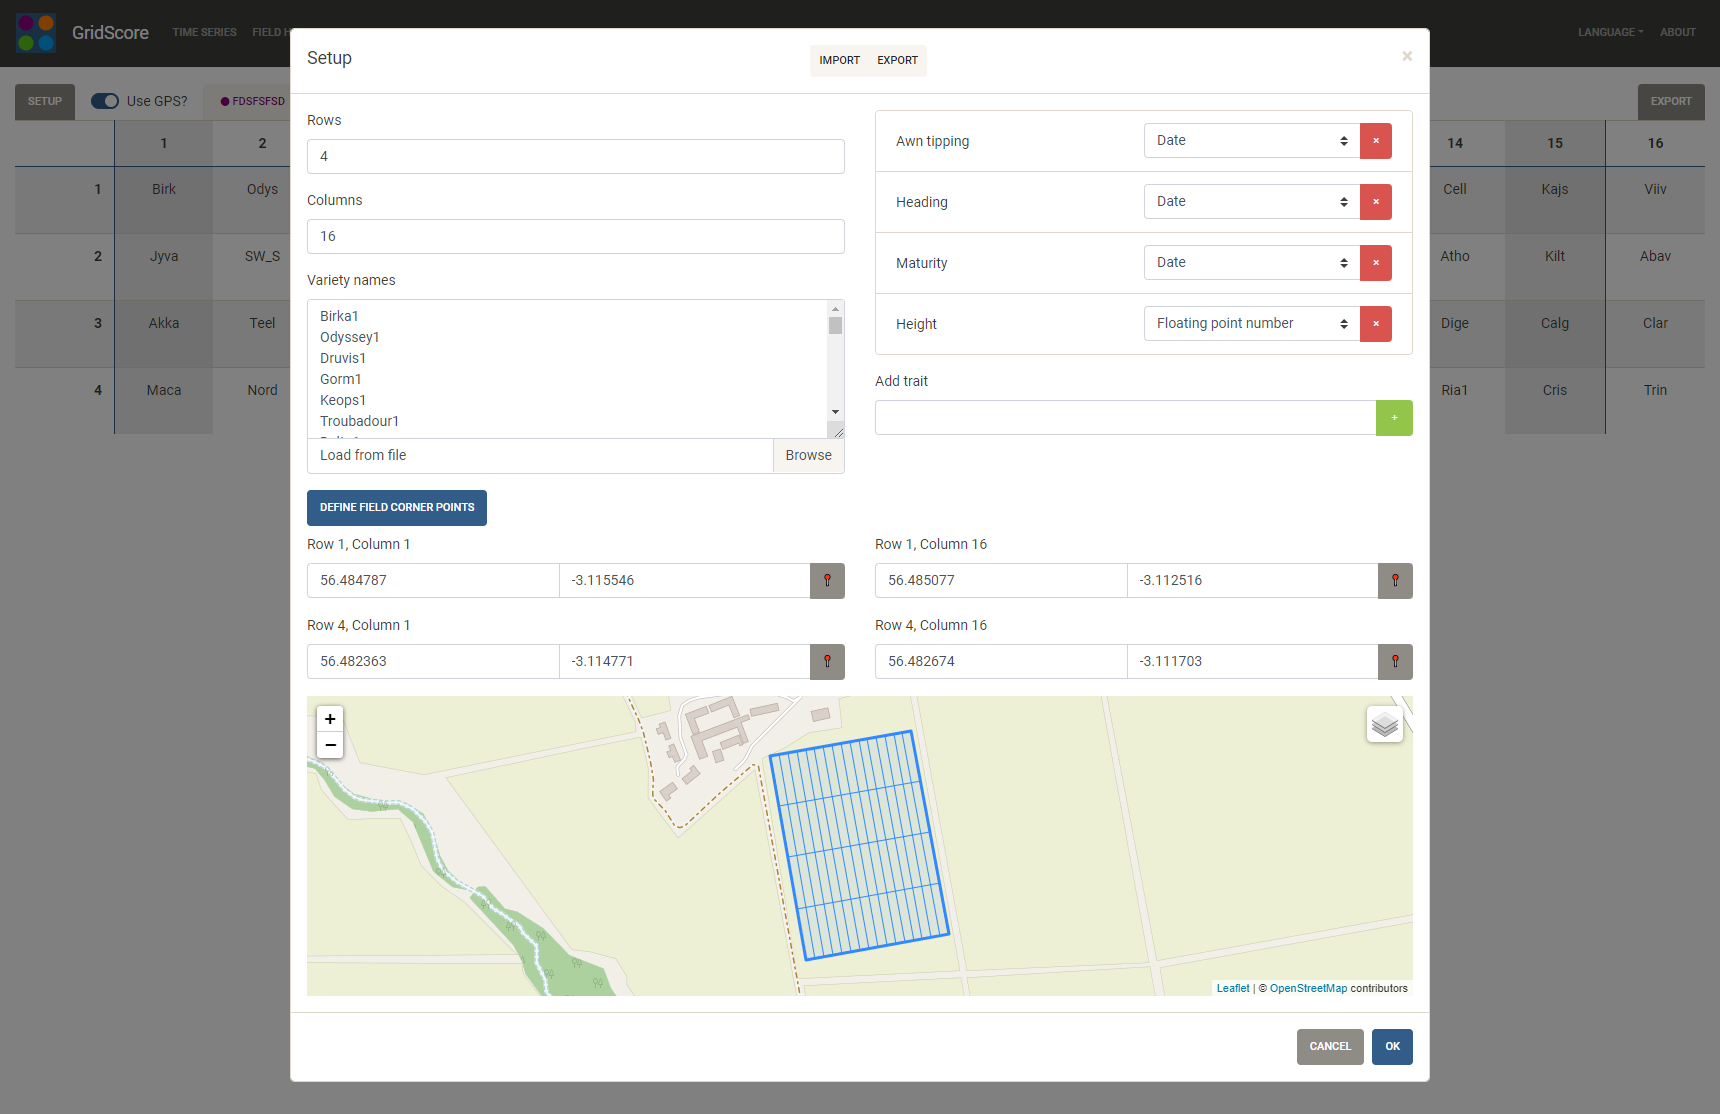 GridScore
TIME SERIES
FIELD H
LANGUAGE
ABOUT
Setup
IMPORT
EXPORT
×
SETUP
Use GPS?
FDSFSFSD
EXPORT
1 2 14 15 16
1 Birk Odys Cell Kajs Viiv
2 Jyva SW_S Atho Kilt Abav
3 Akka Teel Dige Calg Clar
4 Maca Nord Ria1 Cris Trin
Rows
4
Columns
16
Variety names
Birka1
Odyssey1
Druvis1
Gorm1
Keops1
Troubadour1
Load from file
Browse
Awn tipping
Date
×
Heading
Date
×
Maturity
Date
×
Height
Floating point number
×
Add trait
+
DEFINE FIELD CORNER POINTS
Row 1, Column 1
56.484787
-3.115546
Row 1, Column 16
56.485077
-3.112516
Row 4, Column 1
56.482363
-3.114771
Row 4, Column 16
56.482674
-3.111703
+
−
Leaflet | © OpenStreetMap contributors
CANCEL
OK